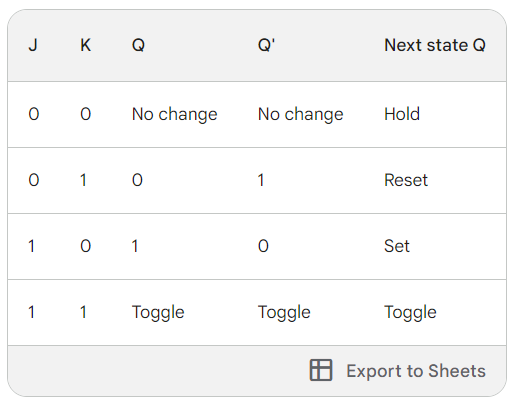 J K Q Q' Next state Q
0 0 No change No change Hold
0 1 0 1 Reset
1 0 1 0 Set
1 1 Toggle Toggle Toggle
Export to Sheets